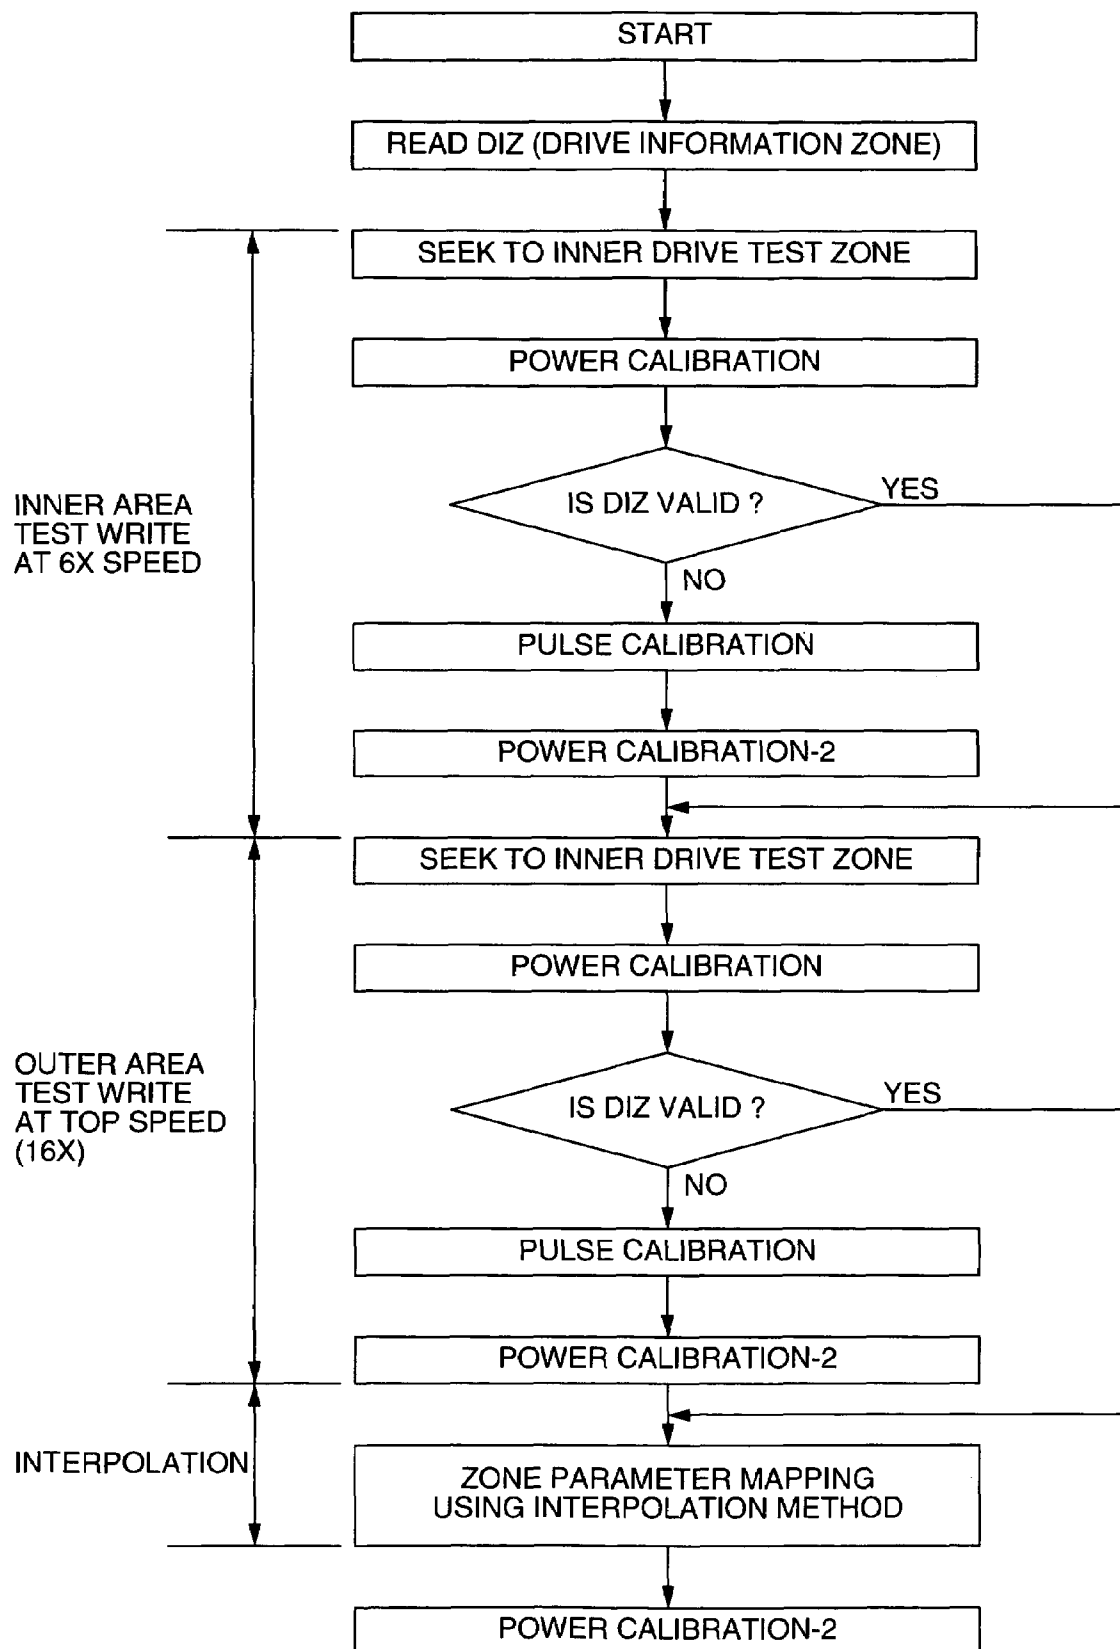 START
READ DIZ (DRIVE INFORMATION ZONE)
SEEK TO INNER DRIVE TEST ZONE
POWER CALIBRATION
IS DIZ VALID ?
YES
NO
INNER AREA
TEST WRITE
AT 6X SPEED
PULSE CALIBRATION
POWER CALIBRATION-2
SEEK TO INNER DRIVE TEST ZONE
POWER CALIBRATION
IS DIZ VALID ?
YES
NO
OUTER AREA
TEST WRITE
AT TOP SPEED
(16X)
PULSE CALIBRATION
POWER CALIBRATION-2
INTERPOLATION
ZONE PARAMETER MAPPING
USING INTERPOLATION METHOD
POWER CALIBRATION-2